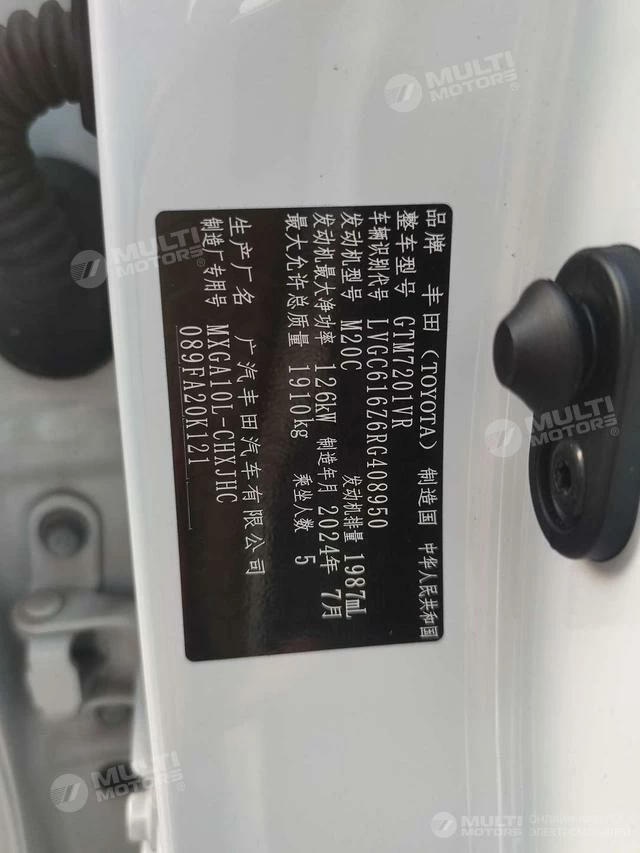 品牌 丰田(TOYOTA) 制造国 中华人民共和国
整车型号 GTM7201VR
车辆识别代号 LVGC616Z6RG408950
发动机型号 M20C 发动机排量 1987mL
发动机最大净功率 126kW 制造年月 2024年 7月
最大允许总质量 1910kg 乘坐人数 5
生产厂名 广汽丰田汽车有限公司
制造厂专用号 MXGA10L-CHXJHC
089FA20K121
MULTI
MOTORS
MULTI
MOTORS
MULTI
MOTORS
MULTI
MOTORS
MULTI
MOTORS
MULTI
MOTORS